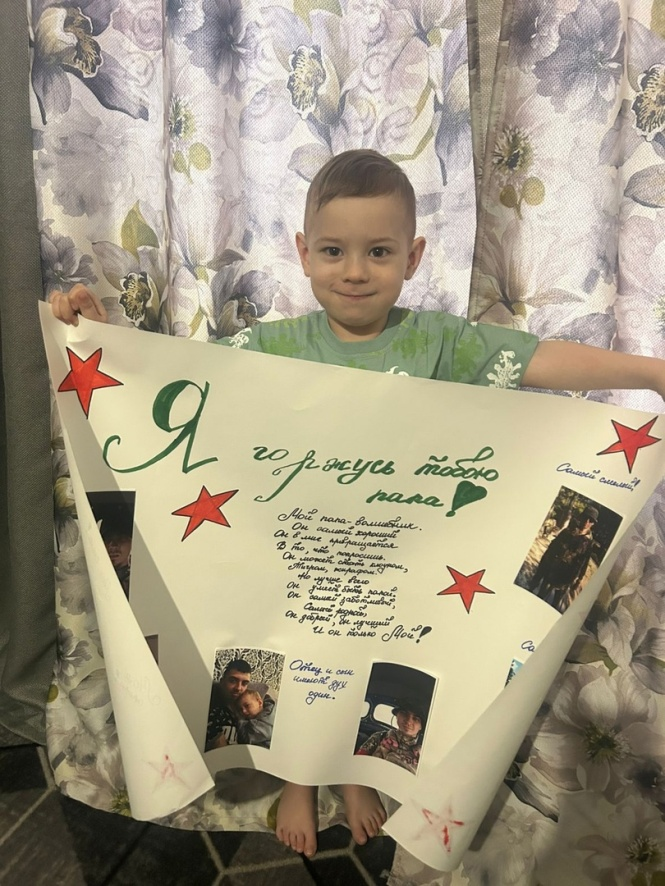 Я горжусь тобою
папа!
Самый смелый!
Мой папа-волшебник.
Он самый хороший
Он в миг превращается
В то, что попросишь.
Он может стать клоуном,
Тигром, жирафом.
Но лучше всего
Он умеет быть папой.
Он самый заботливый,
Самый родной,
Он добрый, Он лучший
И он только Мой!
Отец и сын
имеют дух
один.
Са